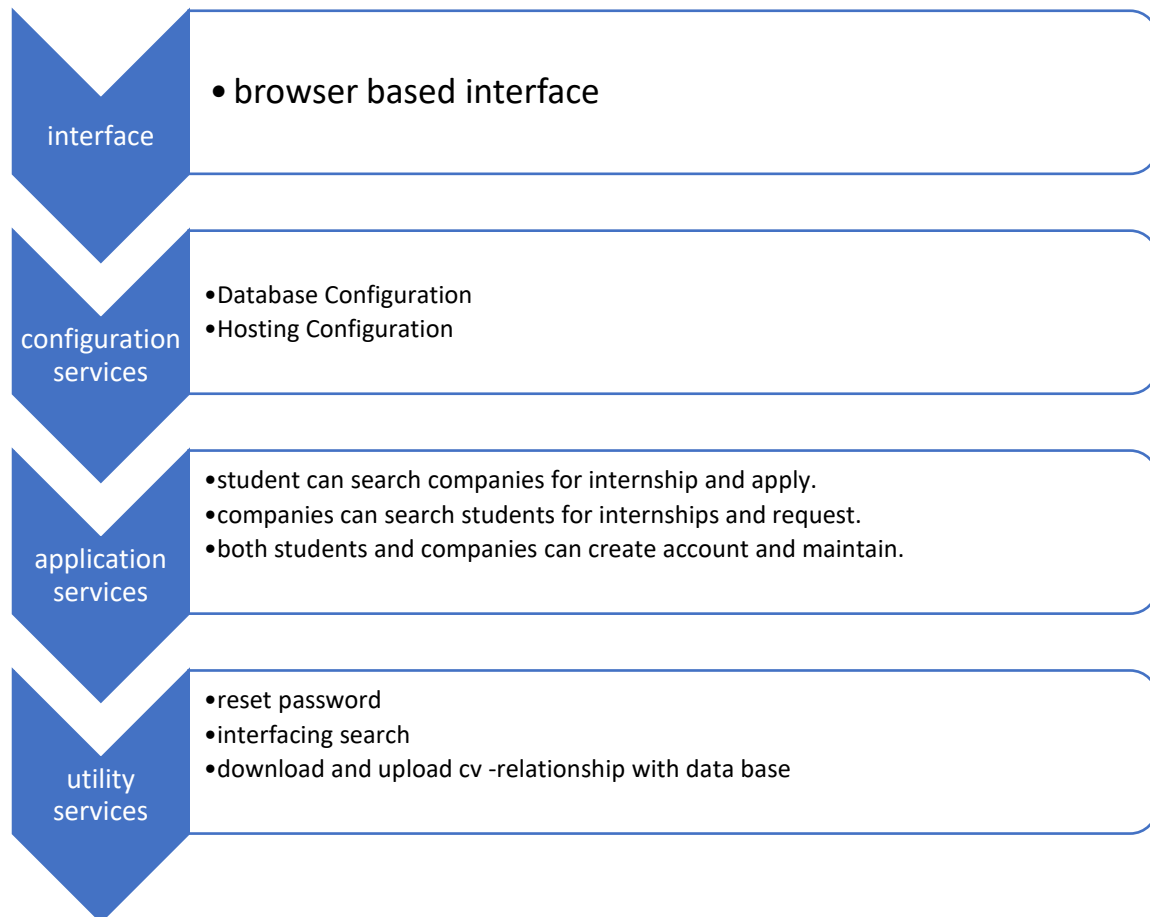 interface
• browser based interface
configuration
services
•Database Configuration
•Hosting Configuration
application
services
•student can search companies for internship and apply.
•companies can search students for internships and request.
•both students and companies can create account and maintain.
utility
services
•reset password
•interfacing search
•download and upload cv -relationship with data base